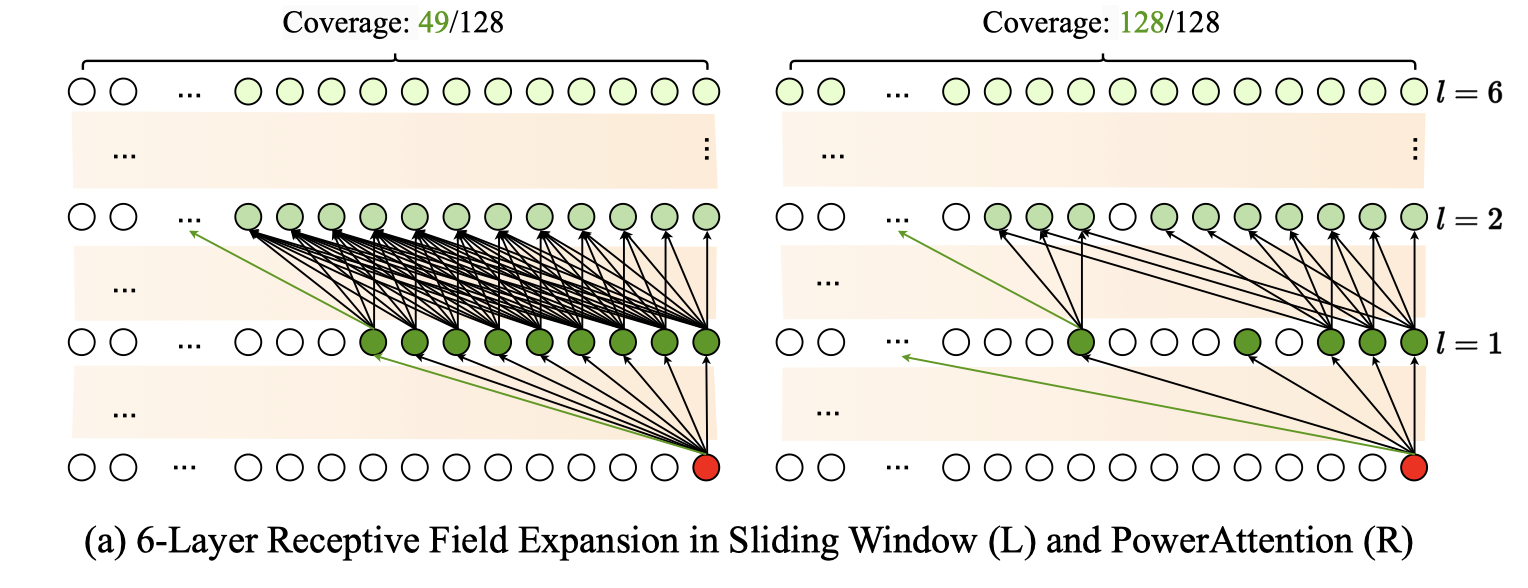 Coverage: 49/128
Coverage: 128/128
... ... l = 6
... ⋮ ... ⋮
... ... l = 2
... ...
... ... l = 1
... ...
... ...
(a) 6-Layer Receptive Field Expansion in Sliding Window (L) and PowerAttention (R)